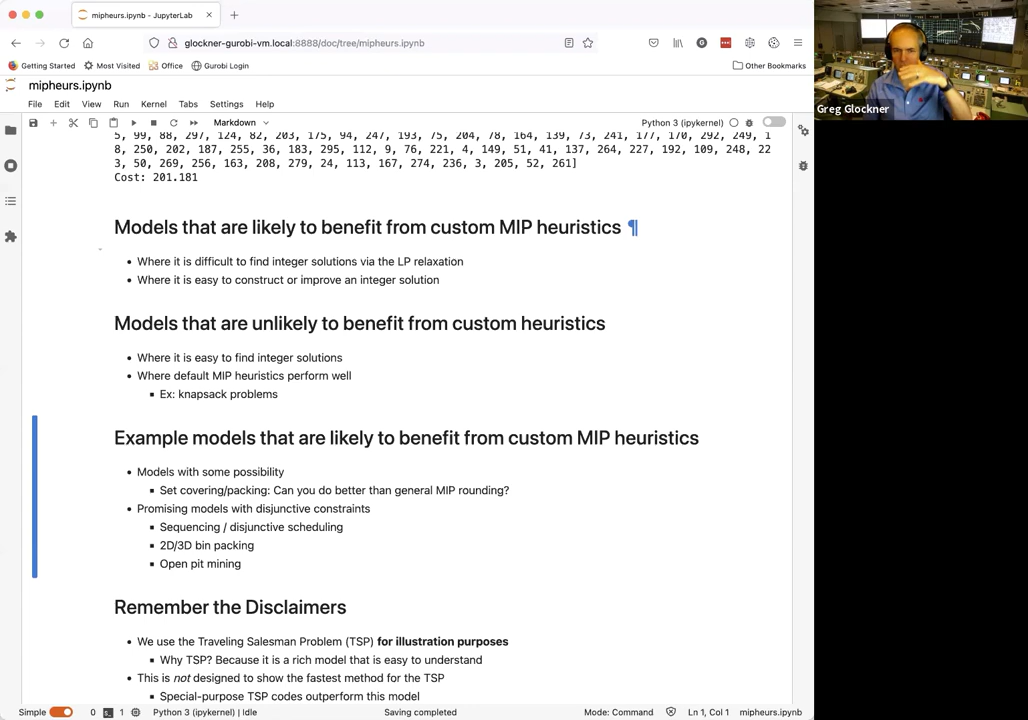 mipheurs.ipynb - JupyterLab
glockner-gurobi-vm.local:8888/doc/tree/mipheurs.ipynb
Getting Started Most Visited Office Gurobi Login Other Bookmarks
mipheurs.ipynb
File Edit View Run Kernel Tabs Settings Help
Markdown Python 3 (ipykernel)
5, 99, 88, 297, 124, 82, 203, 175, 94, 247, 193, 75, 204, 78, 164, 139, 73, 241, 177, 170, 292, 249, 1
8, 250, 202, 187, 255, 36, 183, 295, 112, 9, 76, 221, 4, 149, 51, 41, 137, 264, 227, 192, 109, 248, 22
3, 50, 269, 256, 163, 208, 279, 24, 113, 167, 274, 236, 3, 205, 52, 261]
Cost: 201.181
Models that are likely to benefit from custom MIP heuristics ¶
• Where it is difficult to find integer solutions via the LP relaxation
• Where it is easy to construct or improve an integer solution
Models that are unlikely to benefit from custom heuristics
• Where it is easy to find integer solutions
• Where default MIP heuristics perform well
▪ Ex: knapsack problems
Example models that are likely to benefit from custom MIP heuristics
• Models with some possibility
▪ Set covering/packing: Can you do better than general MIP rounding?
• Promising models with disjunctive constraints
▪ Sequencing / disjunctive scheduling
▪ 2D/3D bin packing
▪ Open pit mining
Remember the Disclaimers
• We use the Traveling Salesman Problem (TSP) for illustration purposes
▪ Why TSP? Because it is a rich model that is easy to understand
• This is not designed to show the fastest method for the TSP
▪ Special-purpose TSP codes outperform this model
Simple 0 1 Python 3 (ipykernel) | Idle Saving completed Mode: Command Ln 1, Col 1 mipheurs.ipynb
Greg Glockner